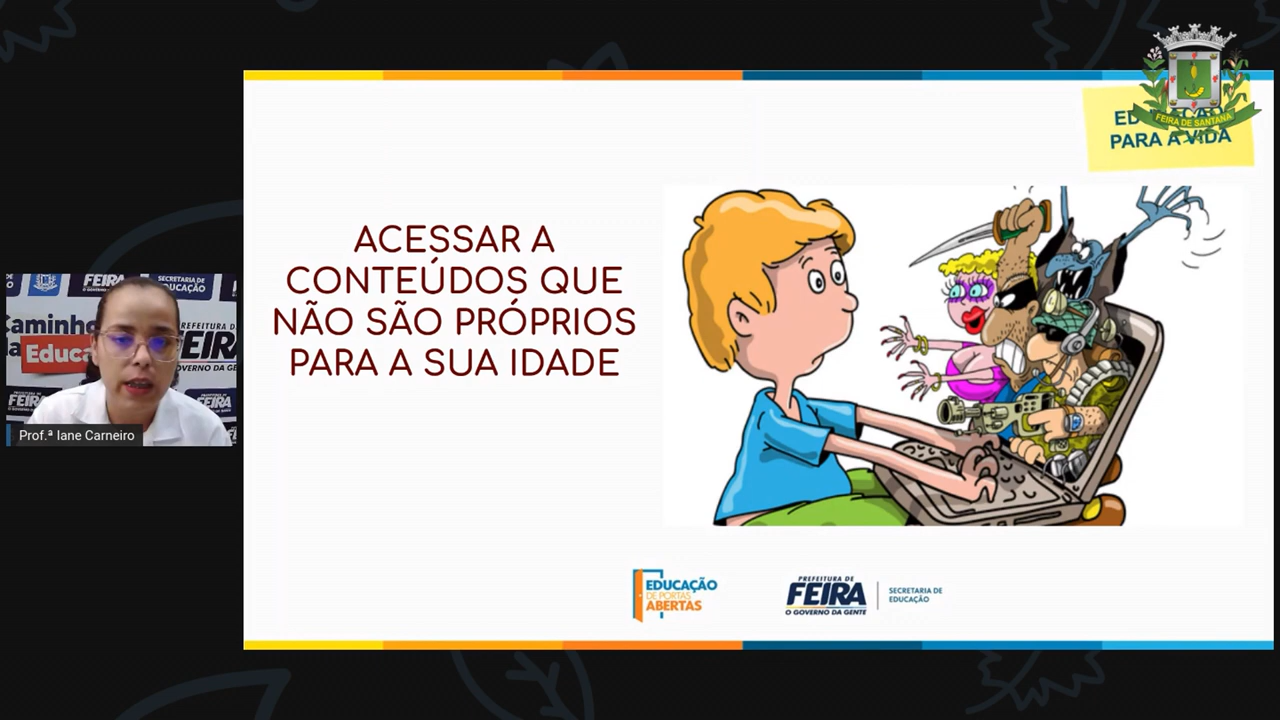 FEIRA DE SANTANA
PARA A VIDA
ACESSAR A
CONTEÚDOS QUE
NÃO SÃO PRÓPRIOS
PARA A SUA IDADE
FEIRA
SECRETARIA DE
EDUCAÇÃO
Caminho
Educa
PREFEITURA DE
EIRA
GOVERNO DA GENTE
FEIRA
Prof.ª Iane Carneiro
EDUCAÇÃO
DE PORTAS
ABERTAS
PREFEITURA DE
FEIRA
O GOVERNO DA GENTE
SECRETARIA DE
EDUCAÇÃO